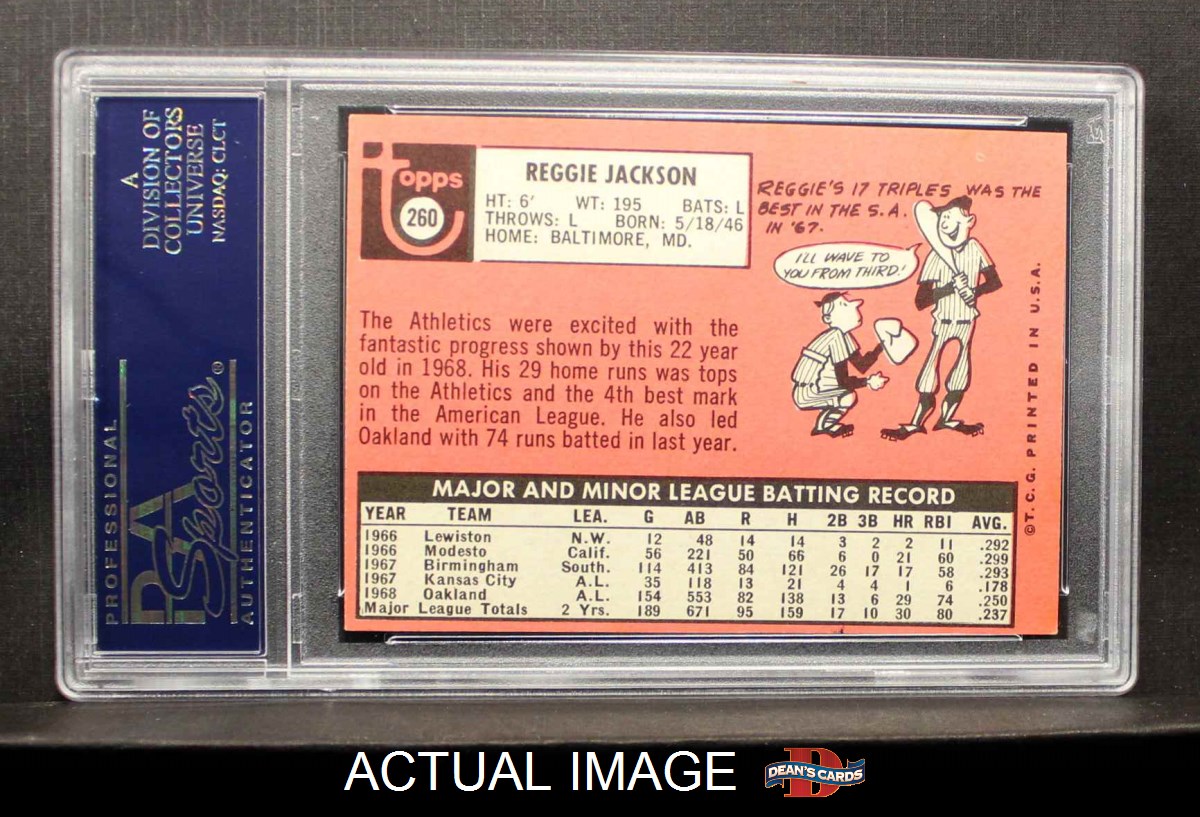 A
DIVISION OF
COLLECTORS
UNIVERSE
NASDAQ: CLCT
PROFESSIONAL
PSA
Sports®
AUTHENTICATOR
topps
260
REGGIE JACKSON
HT: 6' WT: 195 BATS: L
THROWS: L BORN: 5/18/46
HOME: BALTIMORE, MD.
REGGIE'S 17 TRIPLES WAS THE
BEST IN THE S.A.
IN '67.
I'LL WAVE TO
YOU FROM THIRD!
The Athletics were excited with the
fantastic progress shown by this 22 year
old in 1968. His 29 home runs was tops
on the Athletics and the 4th best mark
in the American League. He also led
Oakland with 74 runs batted in last year.
©T.C.G. PRINTED IN U.S.A.
MAJOR AND MINOR LEAGUE BATTING RECORD
YEAR TEAM LEA. G AB R H 2B 3B HR RBI AVG.
1966 Lewiston N.W. 12 48 14 14 3 2 2 11 .292
1966 Modesto Calif. 56 221 50 66 6 0 21 60 .299
1967 Birmingham South. 114 413 84 121 26 17 17 58 .293
1967 Kansas City A.L. 35 118 13 21 4 4 1 6 .178
1968 Oakland A.L. 154 553 82 138 13 6 29 74 .250
Major League Totals 2 Yrs. 189 671 95 159 17 10 30 80 .237
ACTUAL IMAGE
DEAN'S CARDS